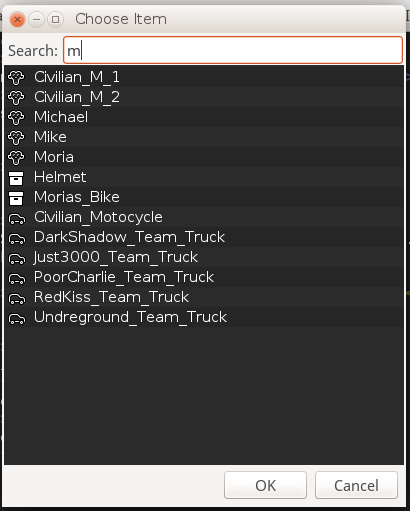 Choose Item
Search: m
Civilian_M_1
Civilian_M_2
Michael
Mike
Moria
Helmet
Morias_Bike
Civilian_Motocycle
DarkShadow_Team_Truck
Just3000_Team_Truck
PoorCharlie_Team_Truck
RedKiss_Team_Truck
Undreground_Team_Truck
OK Cancel